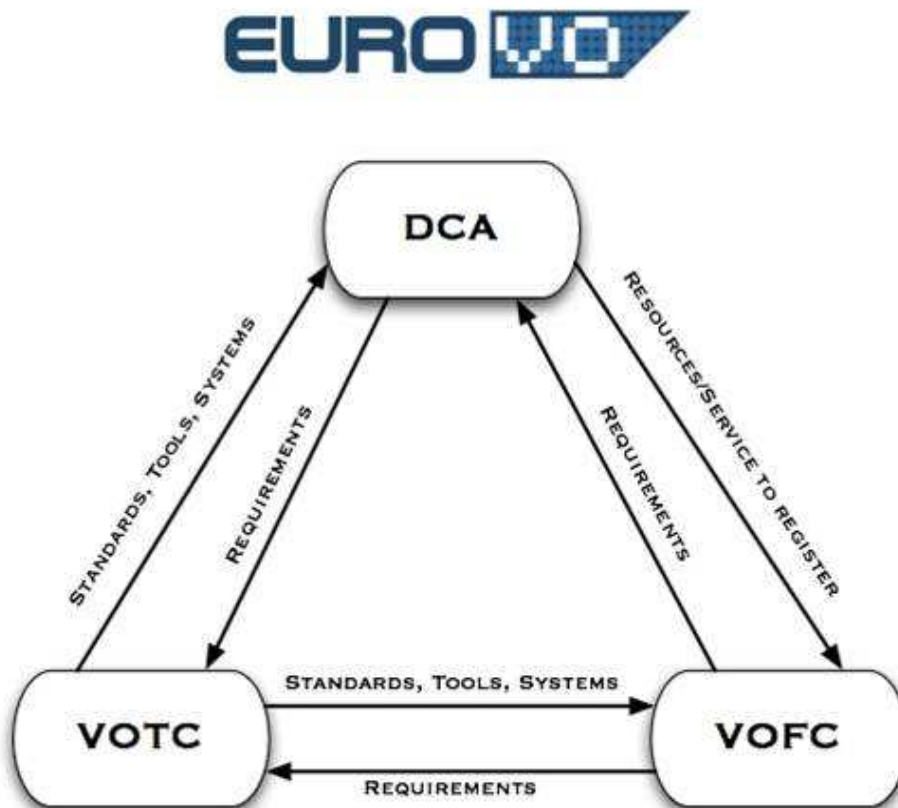 EURO VO
DCA
STANDARDS, TOOLS, SYSTEMS
REQUIREMENTS
REQUIREMENTS
RESOURCES/SERVICE TO REGISTER
VOTC
STANDARDS, TOOLS, SYSTEMS
REQUIREMENTS
VOFC